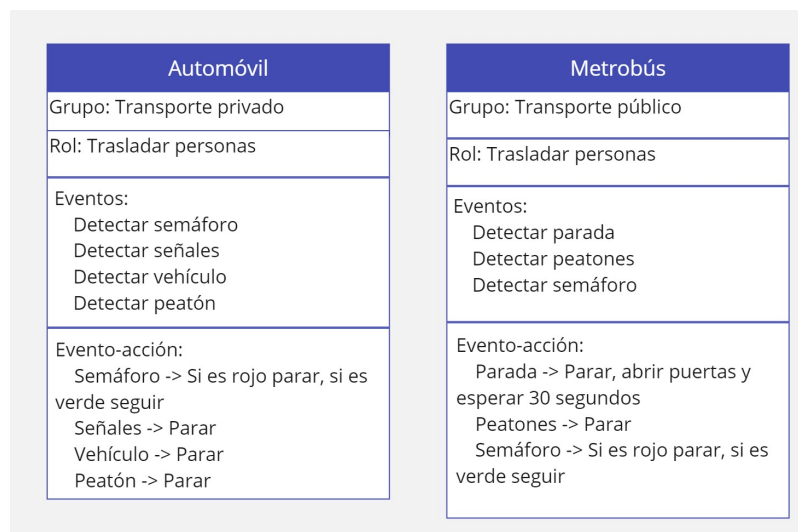 Automóvil
Grupo: Transporte privado
Rol: Trasladar personas
Eventos:
Detectar semáforo
Detectar señales
Detectar vehículo
Detectar peatón
Evento-acción:
Semáforo -> Si es rojo parar, si es
verde seguir
Señales -> Parar
Vehículo -> Parar
Peatón -> Parar
Metrobús
Grupo: Transporte público
Rol: Trasladar personas
Eventos:
Detectar parada
Detectar peatones
Detectar semáforo
Evento-acción:
Parada -> Parar, abrir puertas y
esperar 30 segundos
Peatones -> Parar
Semáforo -> Si es rojo parar, si es
verde seguir